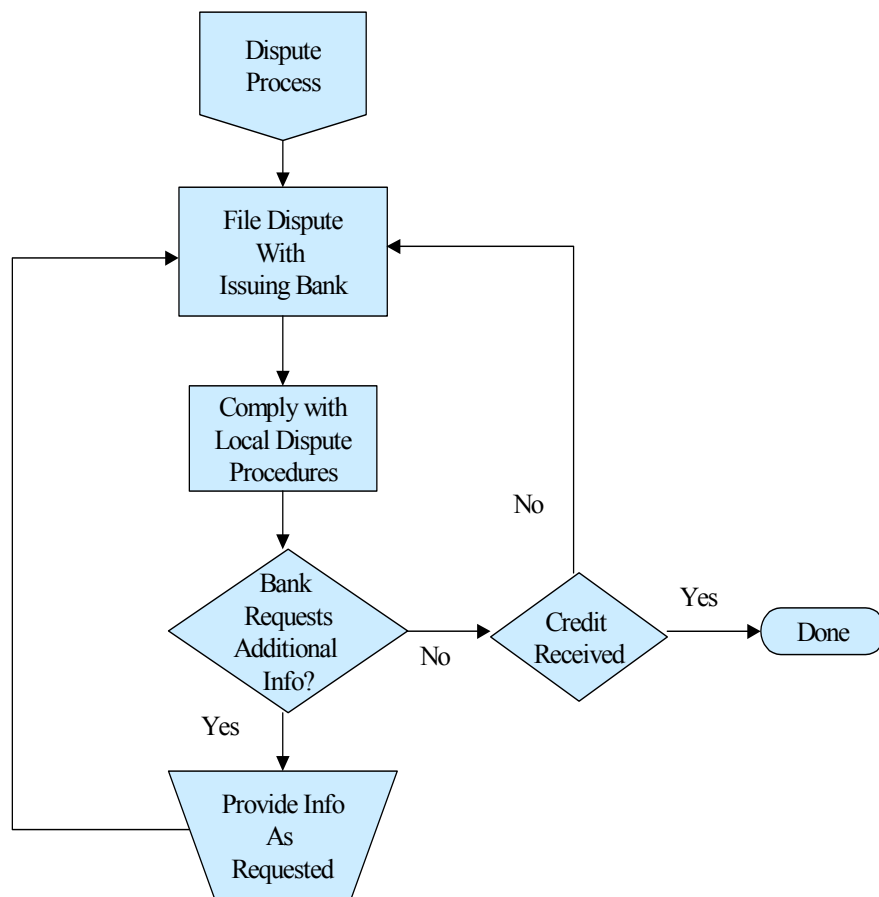 Dispute
Process
File Dispute
With
Issuing Bank
Comply with
Local Dispute
Procedures
No
Bank
Requests
Additional
Info?
No
Credit
Received
Yes
Done
Yes
Provide Info
As
Requested